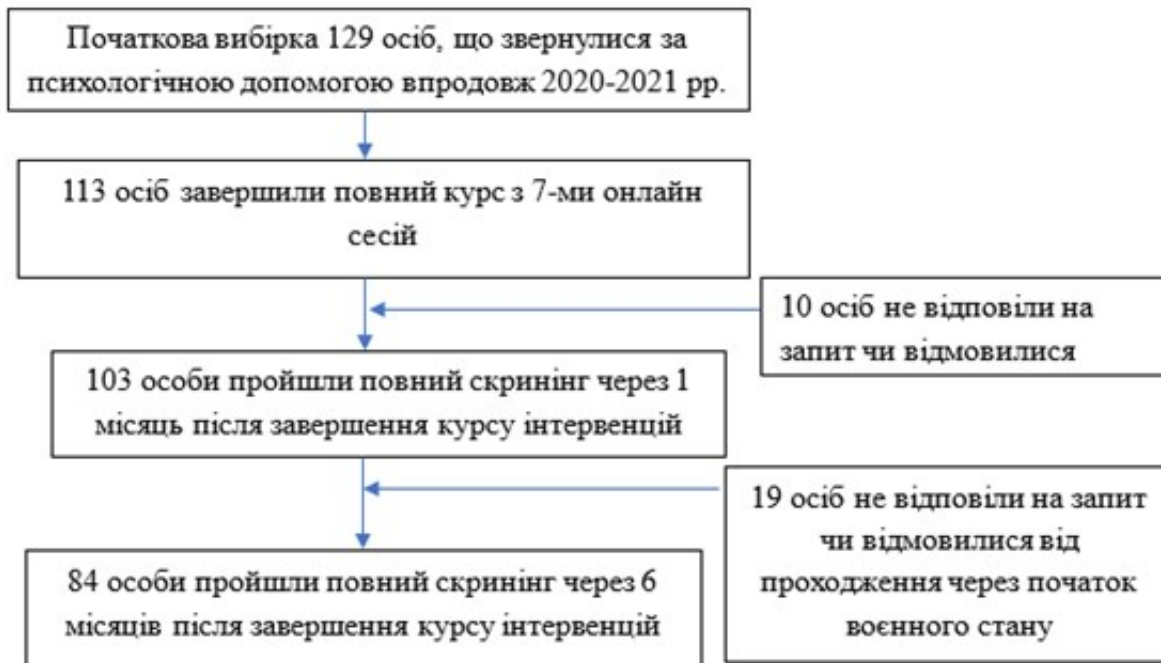 Початкова вибірка 129 осіб, що звернулися за
психологічною допомогою впродовж 2020-2021 рр.
113 осіб завершили повний курс з 7-ми онлайн
сесій
10 осіб не відповіли на
запит чи відмовилися
103 особи пройшли повний скринінг через 1
місяць після завершення курсу інтервенцій
19 осіб не відповіли на запит
чи відмовилися від
проходження через початок
воєнного стану
84 особи пройшли повний скринінг через 6
місяців після завершення курсу інтервенцій